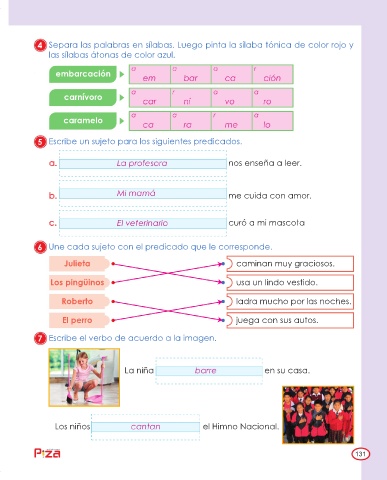 4 Separa las palabras en sílabas. Luego pinta la sílaba tónica de color rojo y
las sílabas átonas de color azul.
embarcación a em a bar a ca r ción
carnívoro a car r ní a vo a ro
caramelo a ca a ra r me a lo
5 Escribe un sujeto para los siguientes predicados.
a. La profesora nos enseña a leer.
b. Mi mamá me cuida con amor.
c. El veterinario curó a mi mascota
6 Une cada sujeto con el predicado que le corresponde.
Julieta caminan muy graciosos.
Los pingüinos usa un lindo vestido.
Roberto ladra mucho por las noches.
El perro juega con sus autos.
7 Escribe el verbo de acuerdo a la imagen.
La niña barre en su casa.
Los niños cantan el Himno Nacional.
Piza
131